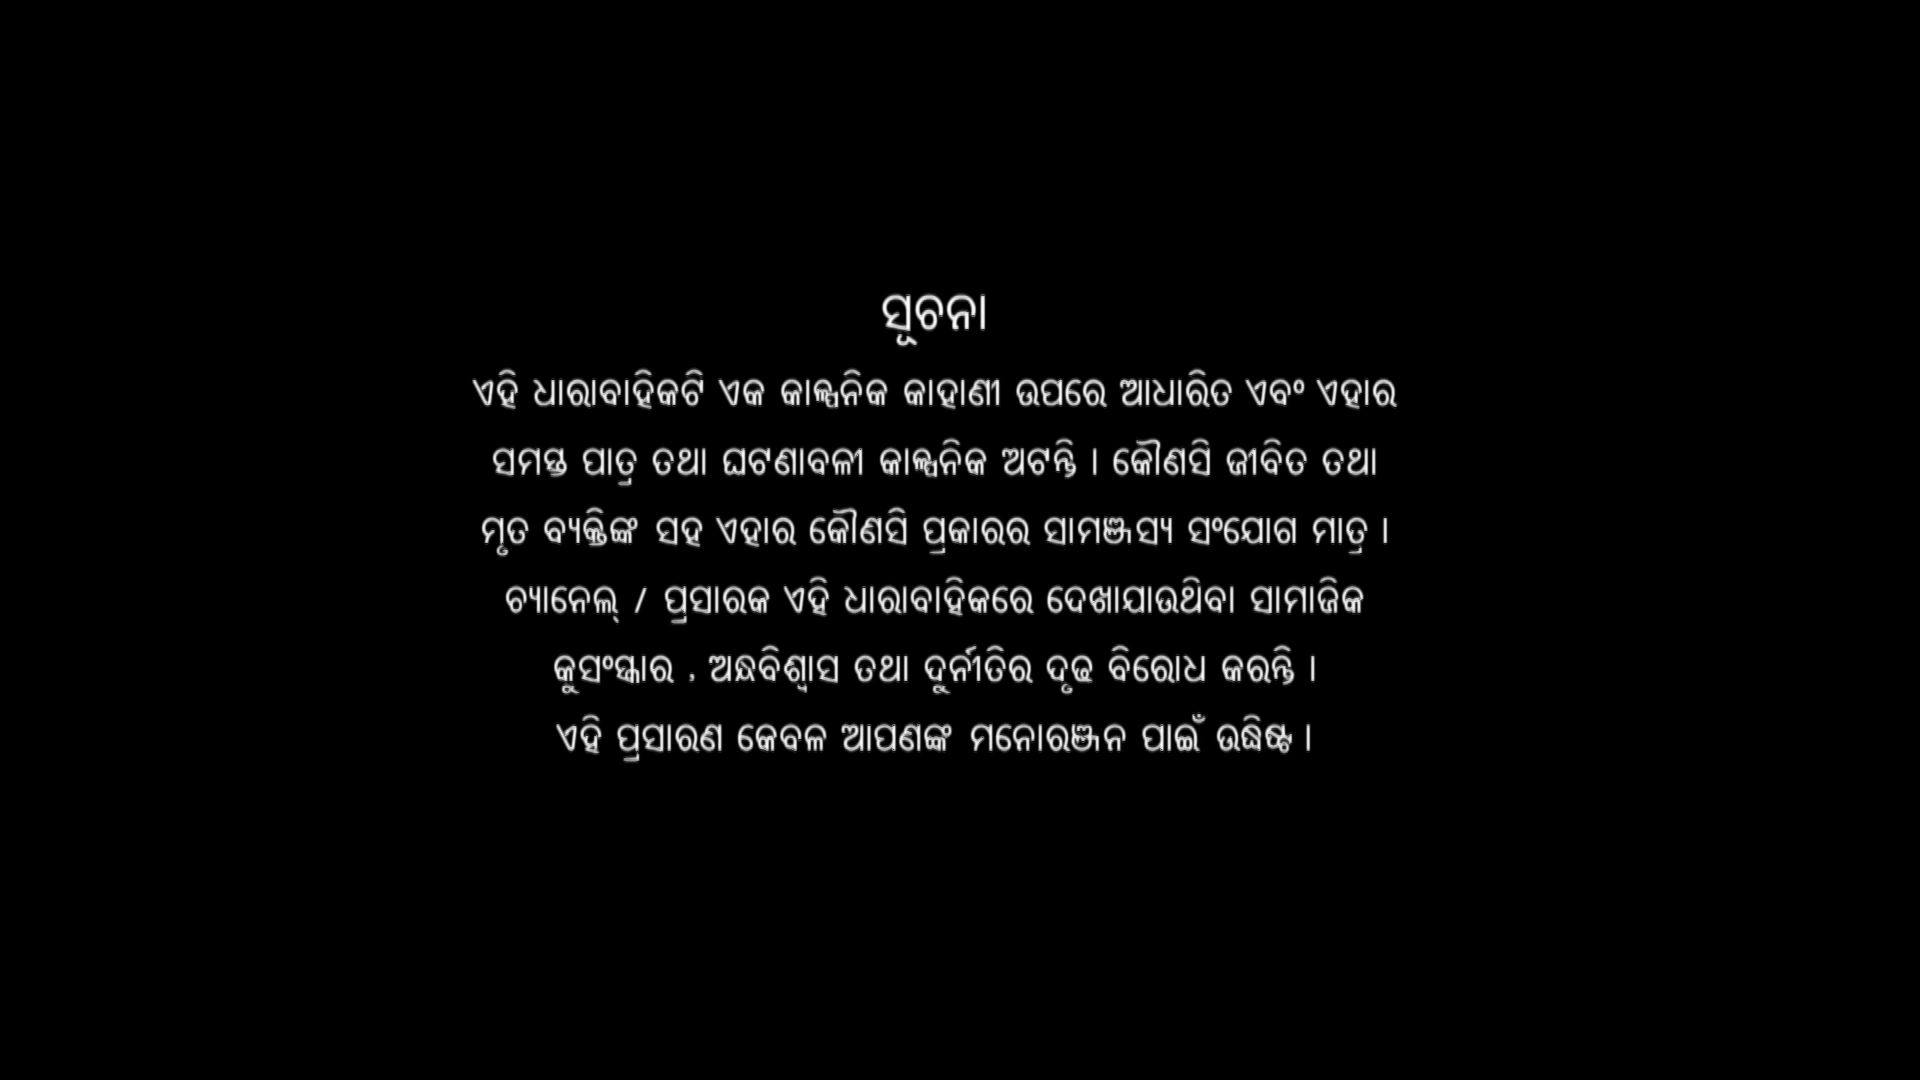 ସୂଚନା
ଏହି ଧାରାବାହିକଟି ଏକ କାଳ୍ପନିକ କାହାଣୀ ଉପରେ ଆଧାରିତ ଏବଂ ଏହାର
ସମସ୍ତ ପାତ୍ର ତଥା ଘଟଣାବଳୀ କାଳ୍ପନିକ ଅଟନ୍ତି । କୌଣସି ଜୀବିତ ତଥା
ମୃତ ବ୍ୟକ୍ତିଙ୍କ ସହ ଏହାର କୌଣସି ପ୍ରକାରର ସାମଞ୍ଜସ୍ୟ ସଂଯୋଗ ମାତ୍ର ।
ଚ୍ୟାନେଲ୍ / ପ୍ରସାରକ ଏହି ଧାରାବାହିକରେ ଦେଖାଯାଉଥିବା ସାମାଜିକ
କୁସଂସ୍କାର , ଅନ୍ଧବିଶ୍ୱାସ ତଥା ଦୁର୍ନୀତିର ଦୃଢ ବିରୋଧ କରନ୍ତି ।
ଏହି ପ୍ରସାରଣ କେବଳ ଆପଣଙ୍କ ମନୋରଞ୍ଜନ ପାଇଁ ଉଦ୍ଧିଷ୍ଟ ।